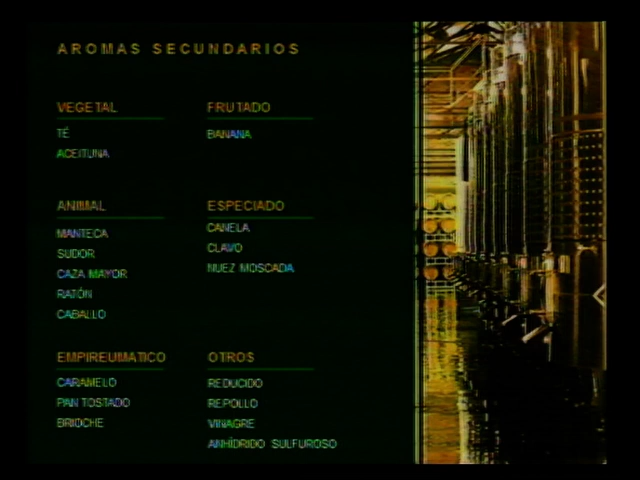 AROMAS SECUNDARIOS
VEGETAL
TÉ
ACEITUNA
FRUTADO
BANANA
ANIMAL
MANTECA
SUDOR
CAZA MAYOR
RATÓN
CABALLO
ESPECIADO
CANELA
CLAVO
NUEZ MOSCADA
EMPIREUMATICO
CARAMELO
PAN TOSTADO
BRIOCHE
OTROS
REDUCIDO
REPOLLO
VINAGRE
ANHÍDRIDO SULFUROSO